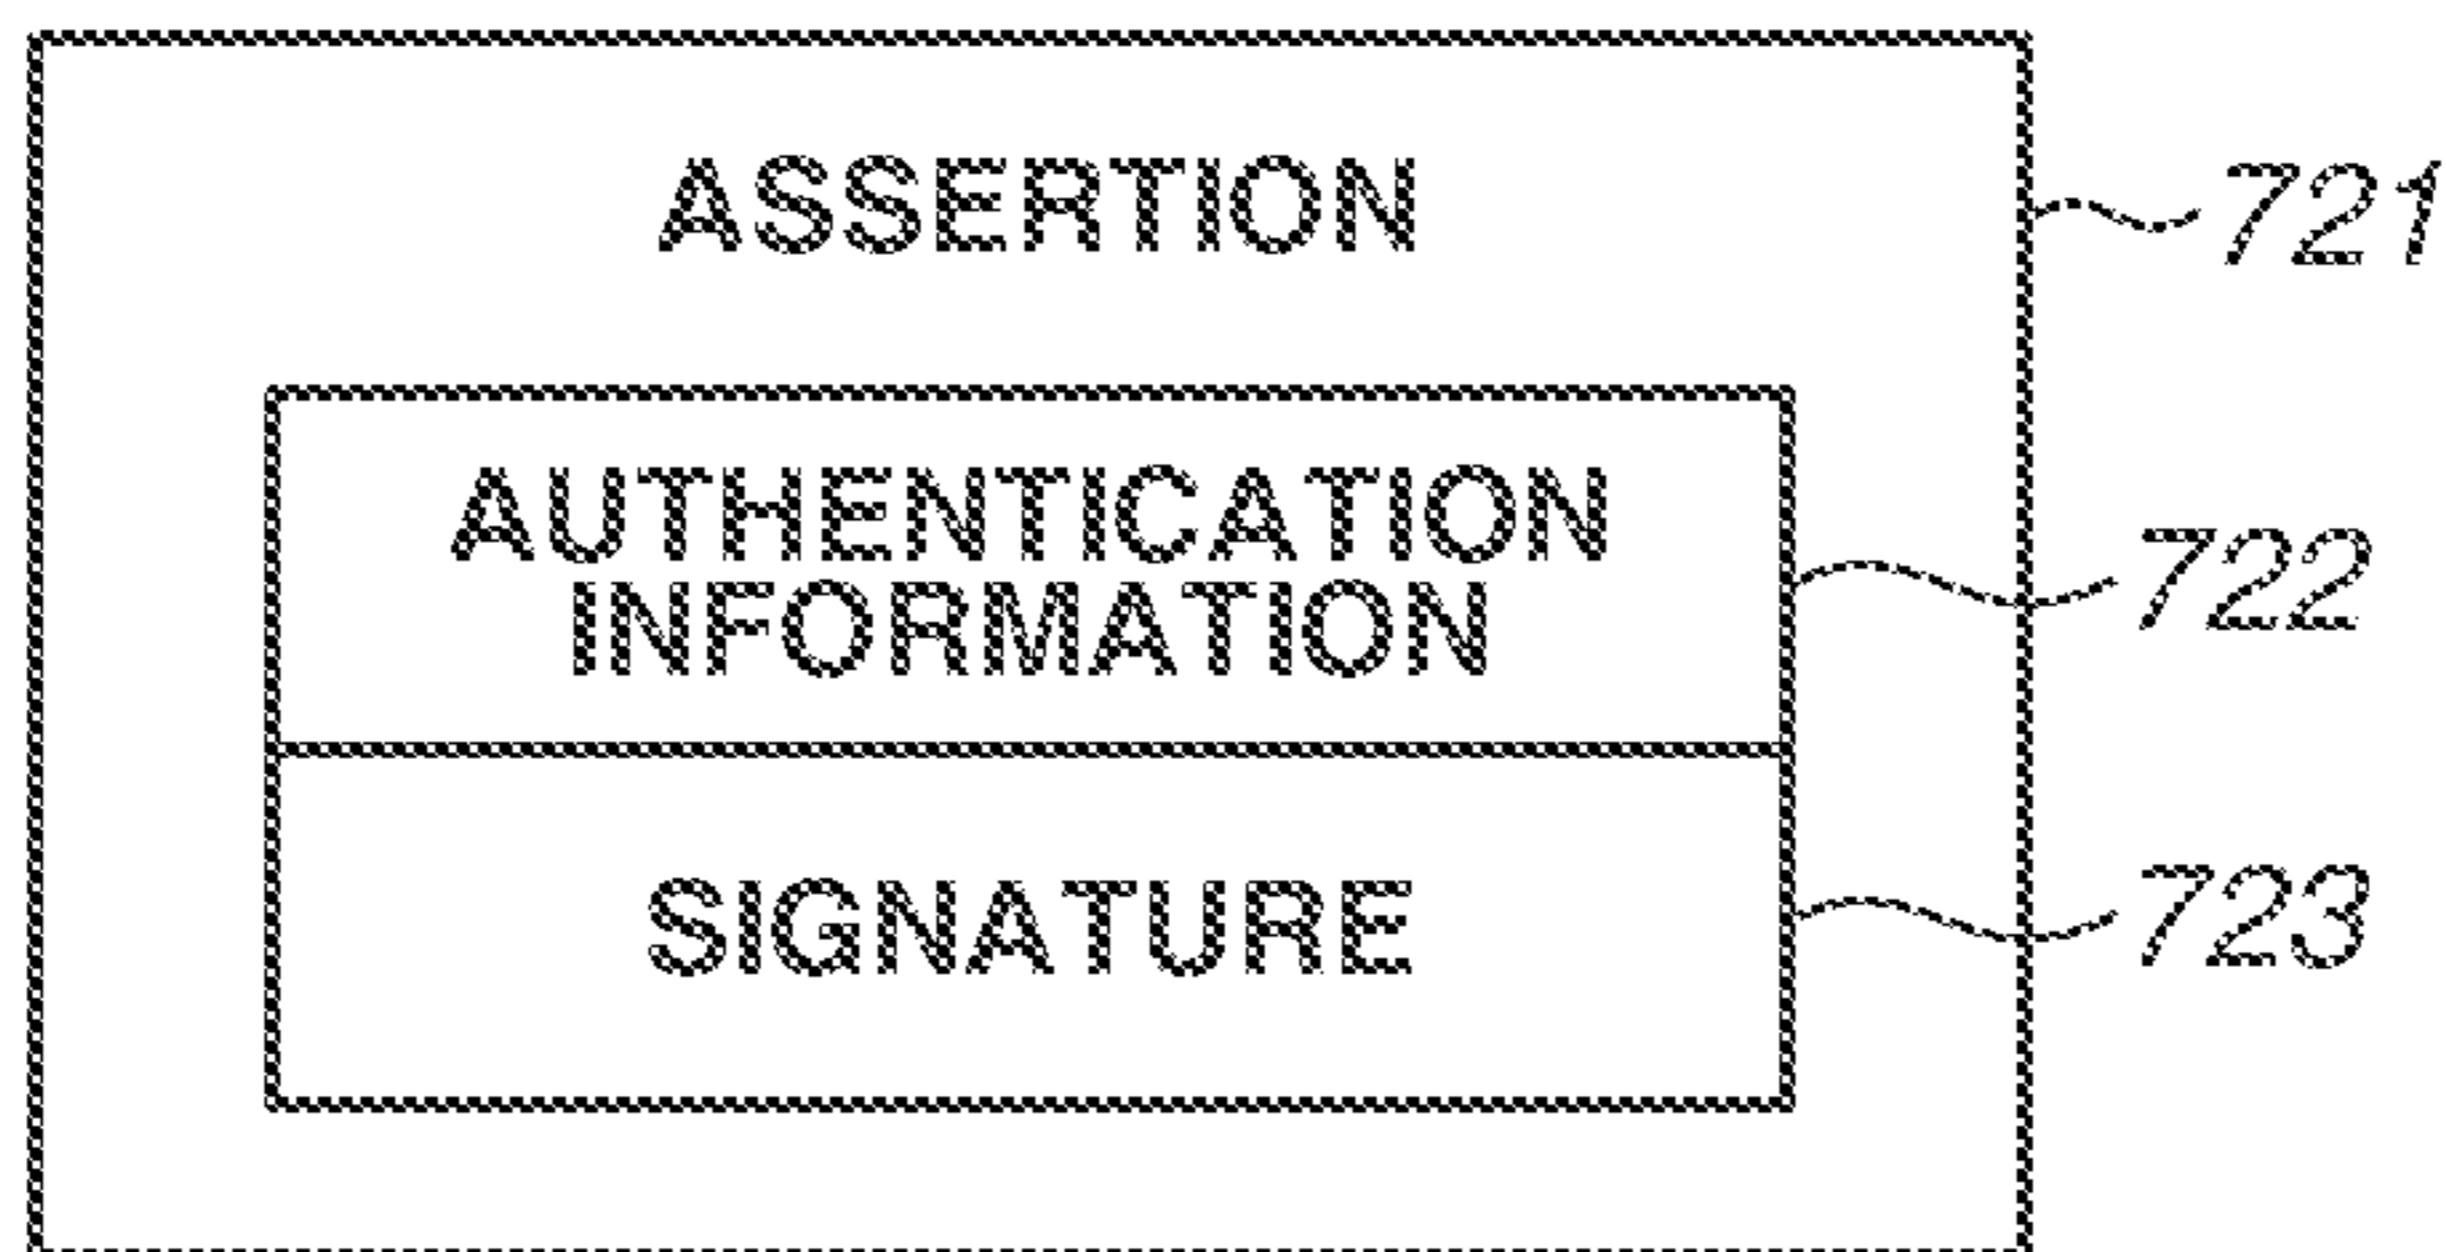 ASSERTION
721
AUTHENTICATION
INFORMATION
722
SIGNATURE
723